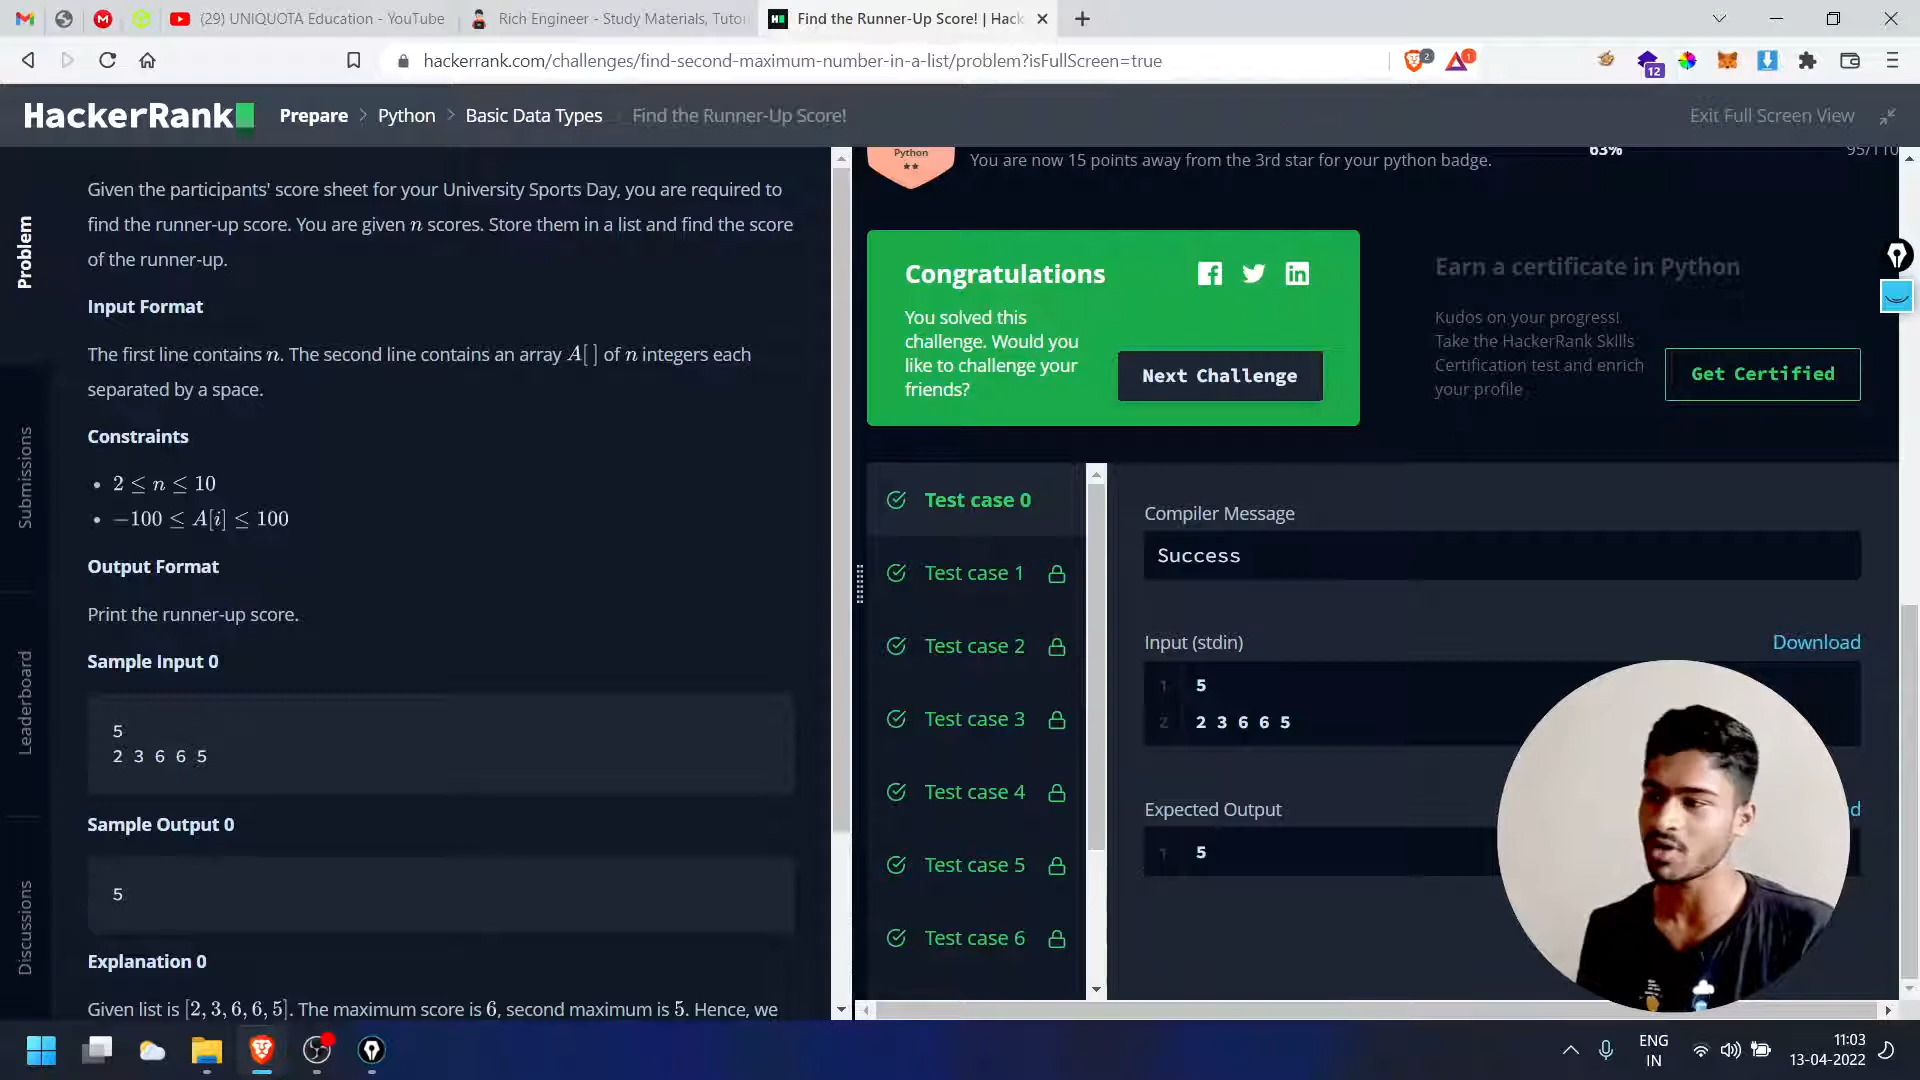 (29) UNIQUOTA Education - YouTube
Rich Engineer - Study Materials, Tuto
Find the Runner-Up Score! | Hack
hackerrank.com/challenges/find-second-maximum-number-in-a-list/problem?isFullScreen=true
2
1
12
HackerRank
Prepare > Python > Basic Data Types
Find the Runner-Up Score!
Exit Full Screen View
Problem
Submissions
Leaderboard
Discussions
Given the participants' score sheet for your University Sports Day, you are required to
find the runner-up score. You are given n scores. Store them in a list and find the score
of the runner-up.
Input Format
The first line contains n. The second line contains an array A[ ] of n integers each
separated by a space.
Constraints
• 2 ≤ n ≤ 10
• −100 ≤ A[i] ≤ 100
Output Format
Print the runner-up score.
Sample Input 0
5
2 3 6 6 5
Sample Output 0
5
Explanation 0
Given list is [2, 3, 6, 6, 5]. The maximum score is 6, second maximum is 5. Hence, we
Python
You are now 15 points away from the 3rd star for your python badge.
63%
95/110
Congratulations
You solved this
challenge. Would you
like to challenge your
friends?
Next Challenge
Earn a certificate in Python
Kudos on your progress!
Take the HackerRank Skills
Certification test and enrich
your profile
Get Certified
Test case 0
Test case 1
Test case 2
Test case 3
Test case 4
Test case 5
Test case 6
Compiler Message
Success
Input (stdin)
Download
1 5
2 2 3 6 6 5
Expected Output
1 5
ENG
IN
11:03
13-04-2022